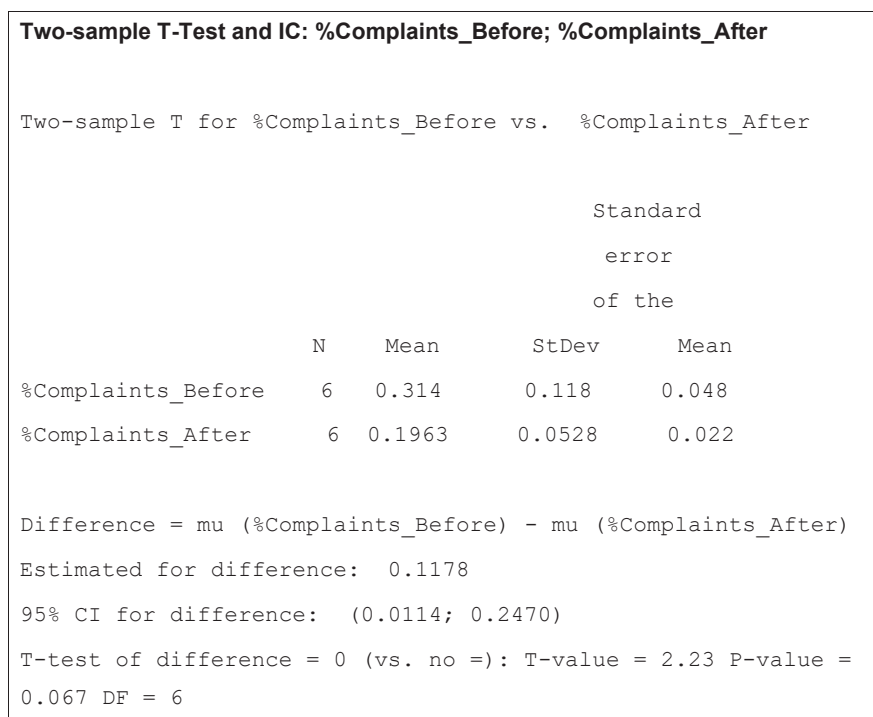 Two-sample T-Test and IC: %Complaints_Before; %Complaints_After
Two-sample T for %Complaints_Before vs. %Complaints_After
Standard
error
of the
N Mean StDev Mean
%Complaints_Before 6 0.314 0.118 0.048
%Complaints_After 6 0.1963 0.0528 0.022
Difference = mu (%Complaints_Before) - mu (%Complaints_After)
Estimated for difference: 0.1178
95% CI for difference: (0.0114; 0.2470)
T-test of difference = 0 (vs. no =): T-value = 2.23 P-value =
0.067 DF = 6